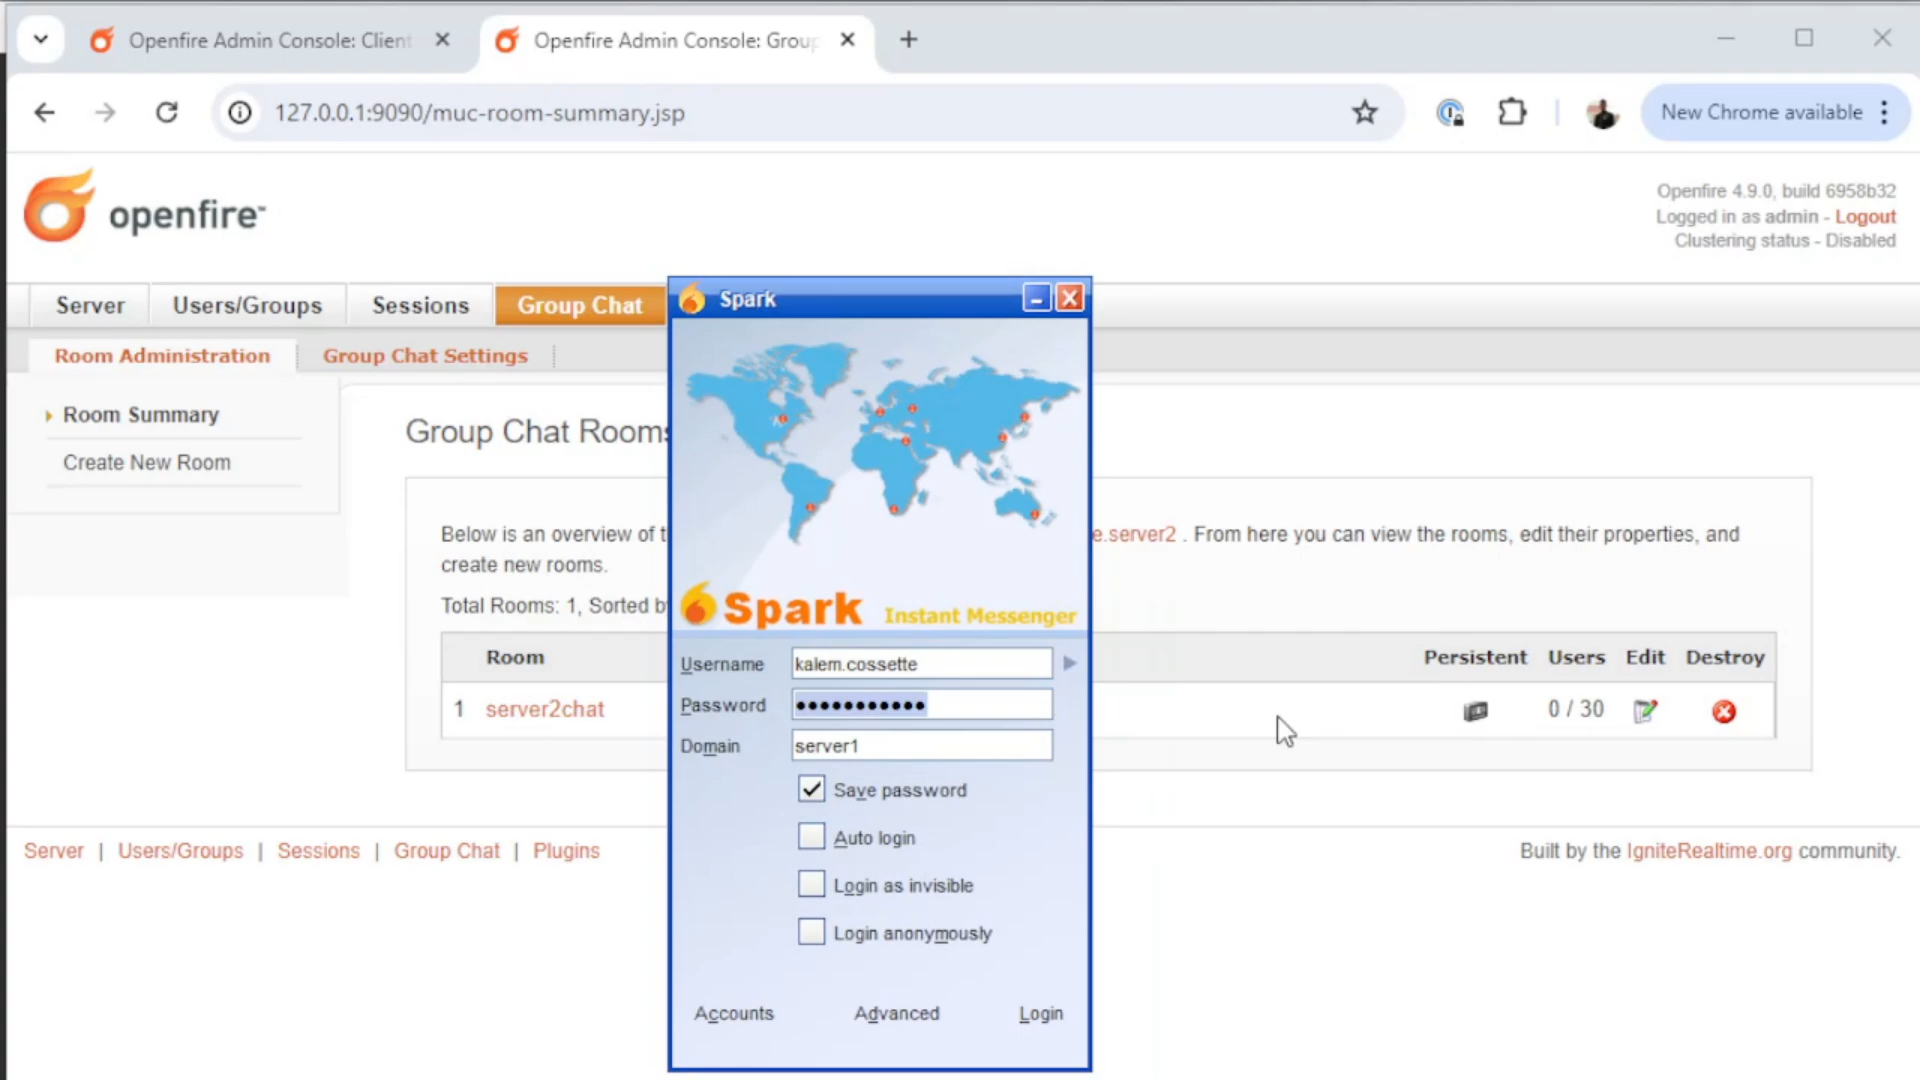 Openfire Admin Console: Client
Openfire Admin Console: Group
127.0.0.1:9090/muc-room-summary.jsp
New Chrome available
openfire™
Openfire 4.9.0, build 6958b32
Logged in as admin - Logout
Clustering status - Disabled
Server
Users/Groups
Sessions
Group Chat
Room Administration
Group Chat Settings
Room Summary
Create New Room
Group Chat Rooms
Below is an overview of t
e.server2 . From here you can view the rooms, edit their properties, and
create new rooms.
Total Rooms: 1, Sorted b
Room
Persistent Users Edit Destroy
1 server2chat
0 / 30
Spark
Spark Instant Messenger
Username kalem.cossette
Password •••••••••••
Domain server1
Save password
Auto login
Login as invisible
Login anonymously
Accounts Advanced Login
Server | Users/Groups | Sessions | Group Chat | Plugins
Built by the IgniteRealtime.org community.